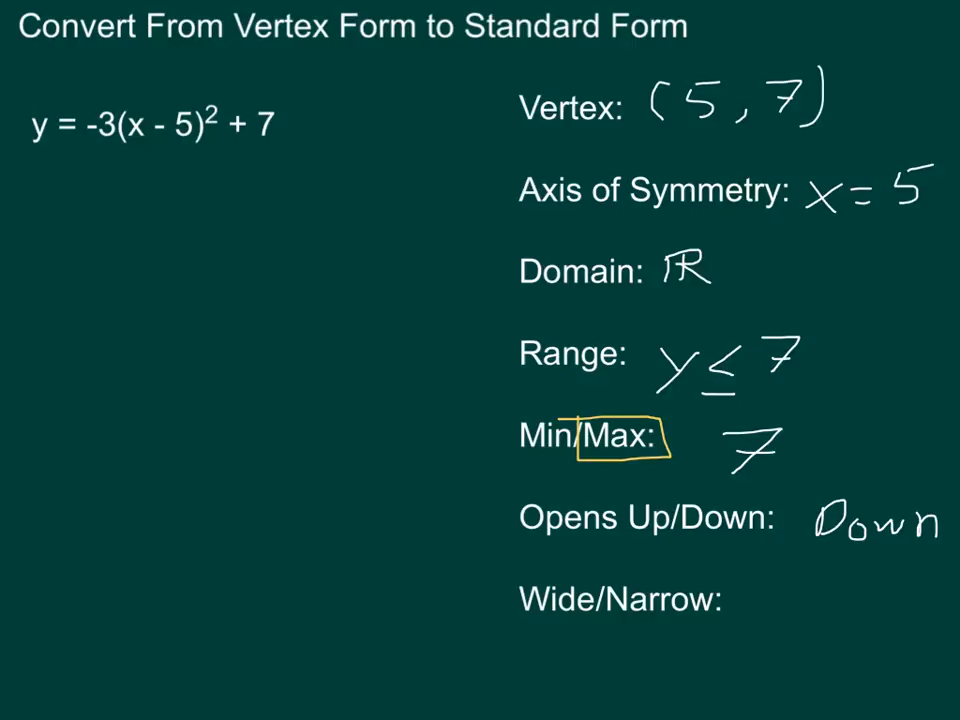 Convert From Vertex Form to Standard Form
y = -3(x - 5)² + 7
Vertex: (5, 7)
Axis of Symmetry: x = 5
Domain: ℝ
Range: y ≤ 7
Min/Max: 7
Opens Up/Down: Down
Wide/Narrow: